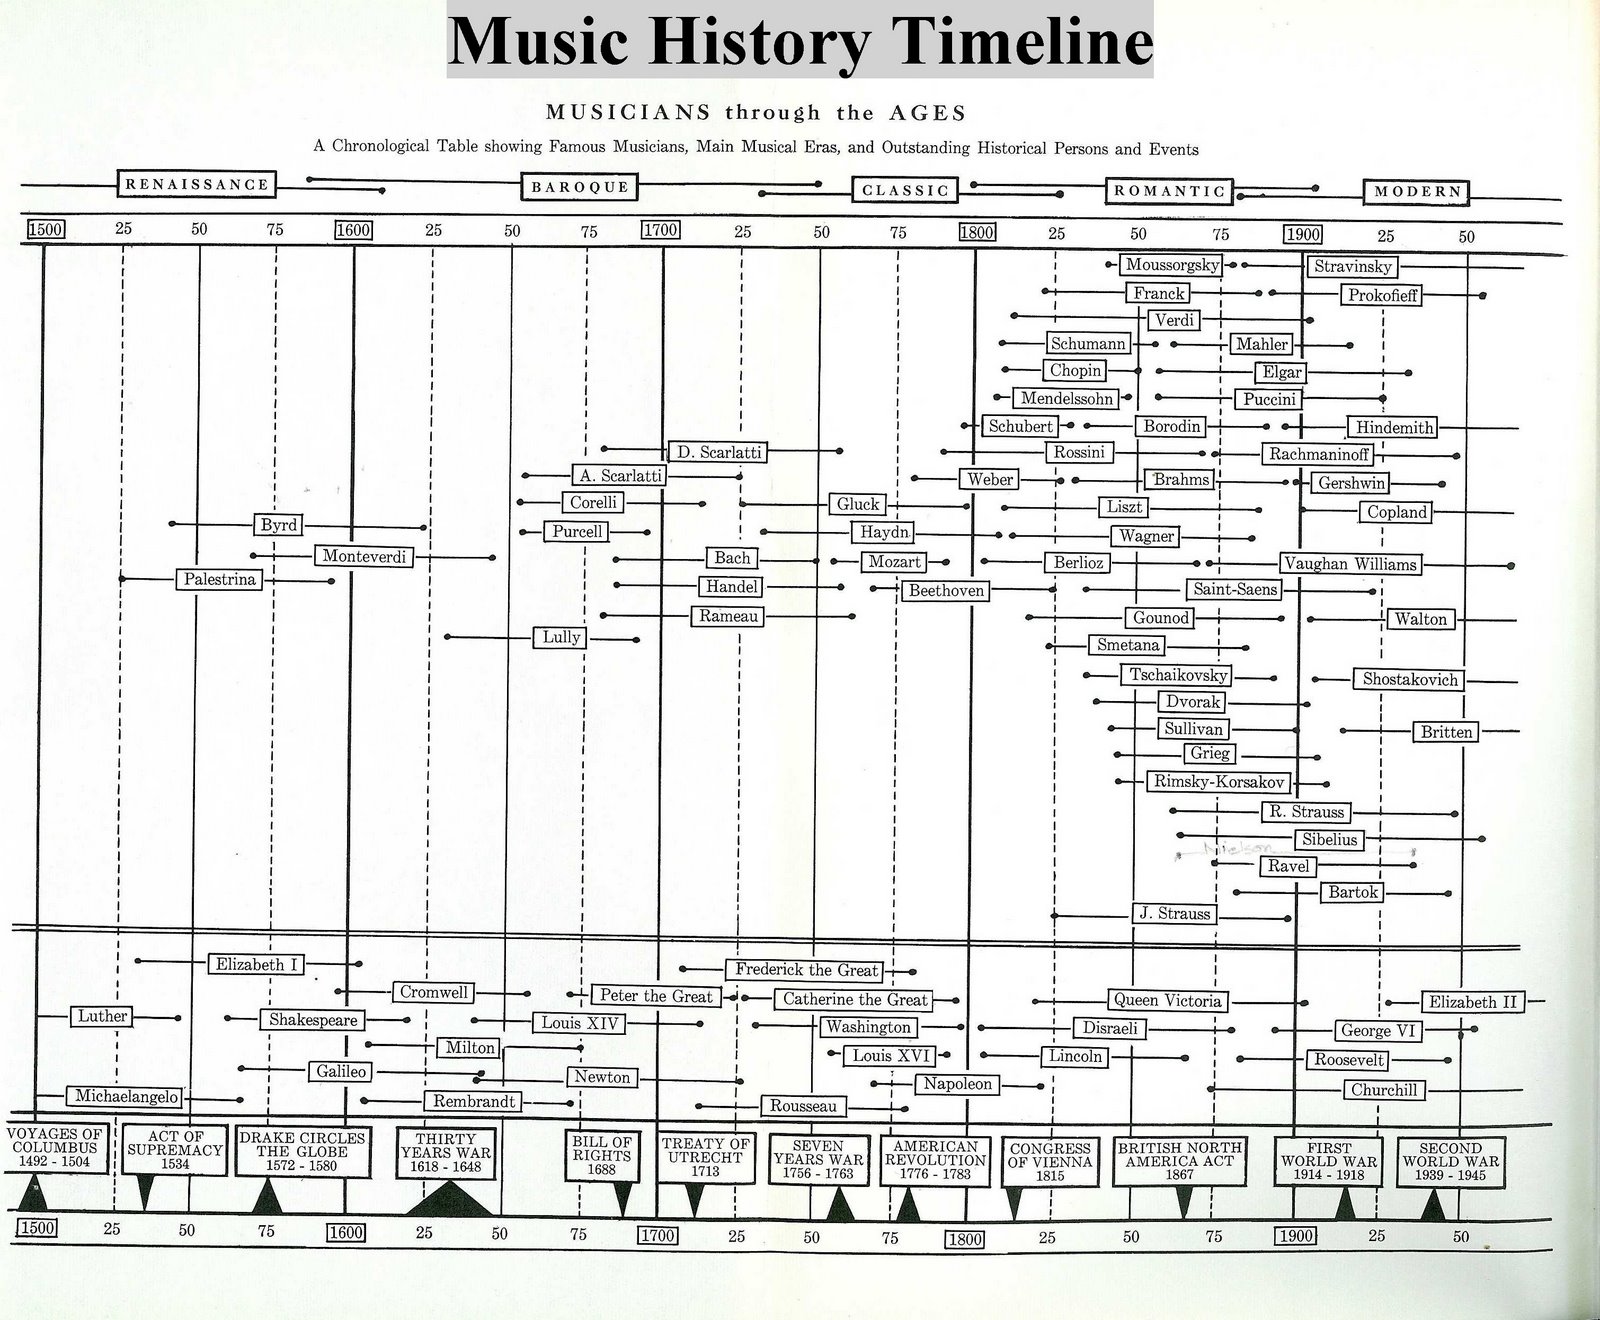 Music History Timeline
MUSICIANS through the AGES
A Chronological Table showing Famous Musicians, Main Musical Eras, and Outstanding Historical Persons and Events
RENAISSANCE BAROQUE CLASSIC ROMANTIC MODERN
1500 25 50 75 1600 25 50 75 1700 25 50 75 1800 25 50 75 1900 25 50
Moussorgsky Stravinsky
Franck Prokofieff
Verdi
Schumann Mahler
Chopin Elgar
Mendelssohn Puccini
Schubert Borodin Hindemith
D. Scarlatti Rossini Rachmaninoff
A. Scarlatti Weber Brahms Gershwin
Corelli Gluck Liszt Copland
Byrd Purcell Haydn Wagner
Monteverdi Bach Mozart Berlioz Vaughan Williams
Palestrina Handel Beethoven Saint-Saens
Rameau Gounod Walton
Lully Smetana
Tschaikovsky Shostakovich
Dvorak
Sullivan Britten
Grieg
Rimsky-Korsakov
R. Strauss
Sibelius
Nielsen
Ravel
Bartok
J. Strauss
Elizabeth I Frederick the Great
Cromwell Peter the Great Catherine the Great Queen Victoria Elizabeth II
Luther Shakespeare Louis XIV Washington Disraeli George VI
Milton Louis XVI Lincoln Roosevelt
Galileo Newton Napoleon Churchill
Michaelangelo Rembrandt Rousseau
VOYAGES OF
COLUMBUS
1492 - 1504
ACT OF
SUPREMACY
1534
DRAKE CIRCLES
THE GLOBE
1572 - 1580
THIRTY
YEARS WAR
1618 - 1648
BILL OF
RIGHTS
1688
TREATY OF
UTRECHT
1713
SEVEN
YEARS WAR
1756 - 1763
AMERICAN
REVOLUTION
1776 - 1783
CONGRESS
OF VIENNA
1815
BRITISH NORTH
AMERICA ACT
1867
FIRST
WORLD WAR
1914 - 1918
SECOND
WORLD WAR
1939 - 1945
1500 25 50 75 1600 25 50 75 1700 25 50 75 1800 25 50 75 1900 25 50